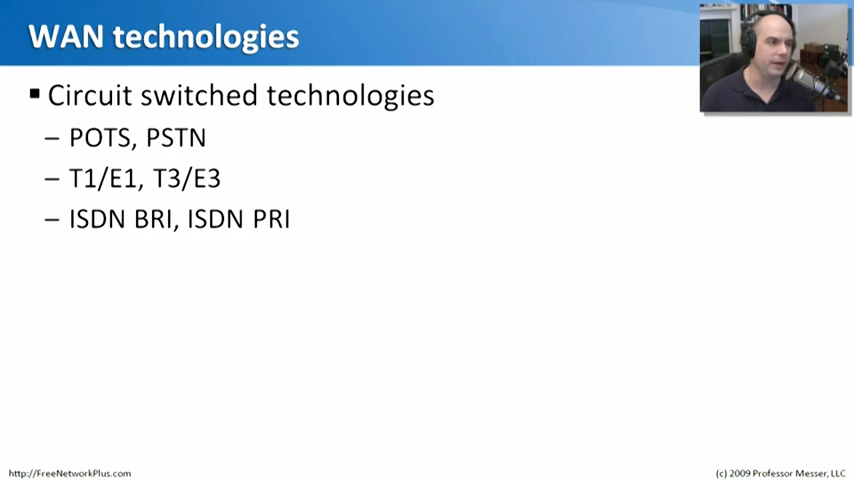 WAN technologies
▪ Circuit switched technologies
– POTS, PSTN
– T1/E1, T3/E3
– ISDN BRI, ISDN PRI
http://FreeNetworkPlus.com
(c) 2009 Professor Messer, LLC